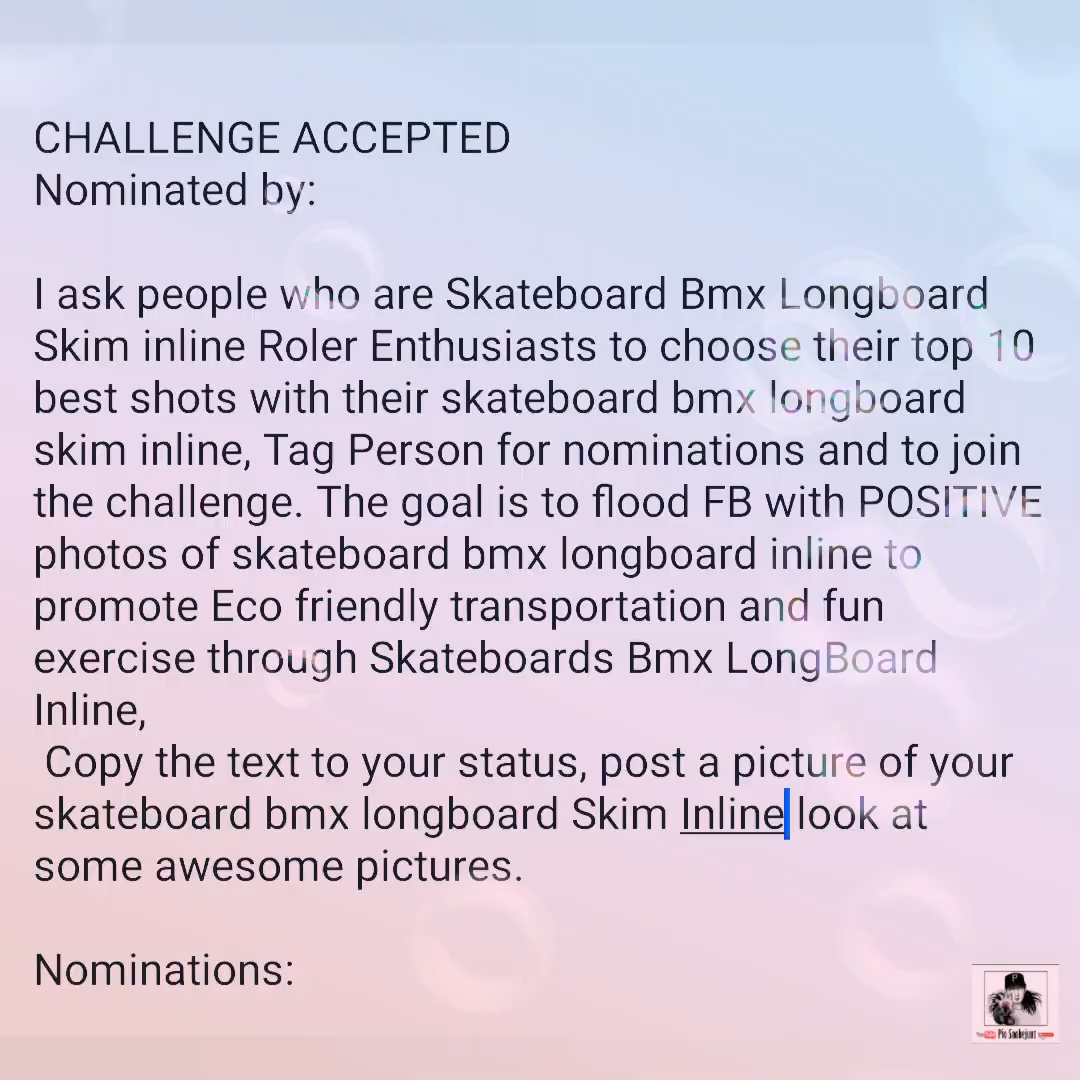 CHALLENGE ACCEPTED
Nominated by:
I ask people who are Skateboard Bmx Longboard
Skim inline Roler Enthusiasts to choose their top 10
best shots with their skateboard bmx longboard
skim inline, Tag Person for nominations and to join
the challenge. The goal is to flood FB with POSITIVE
photos of skateboard bmx longboard inline to
promote Eco friendly transportation and fun
exercise through Skateboards Bmx LongBoard
Inline,
Copy the text to your status, post a picture of your
skateboard bmx longboard Skim Inline look at
some awesome pictures.
Nominations:
P